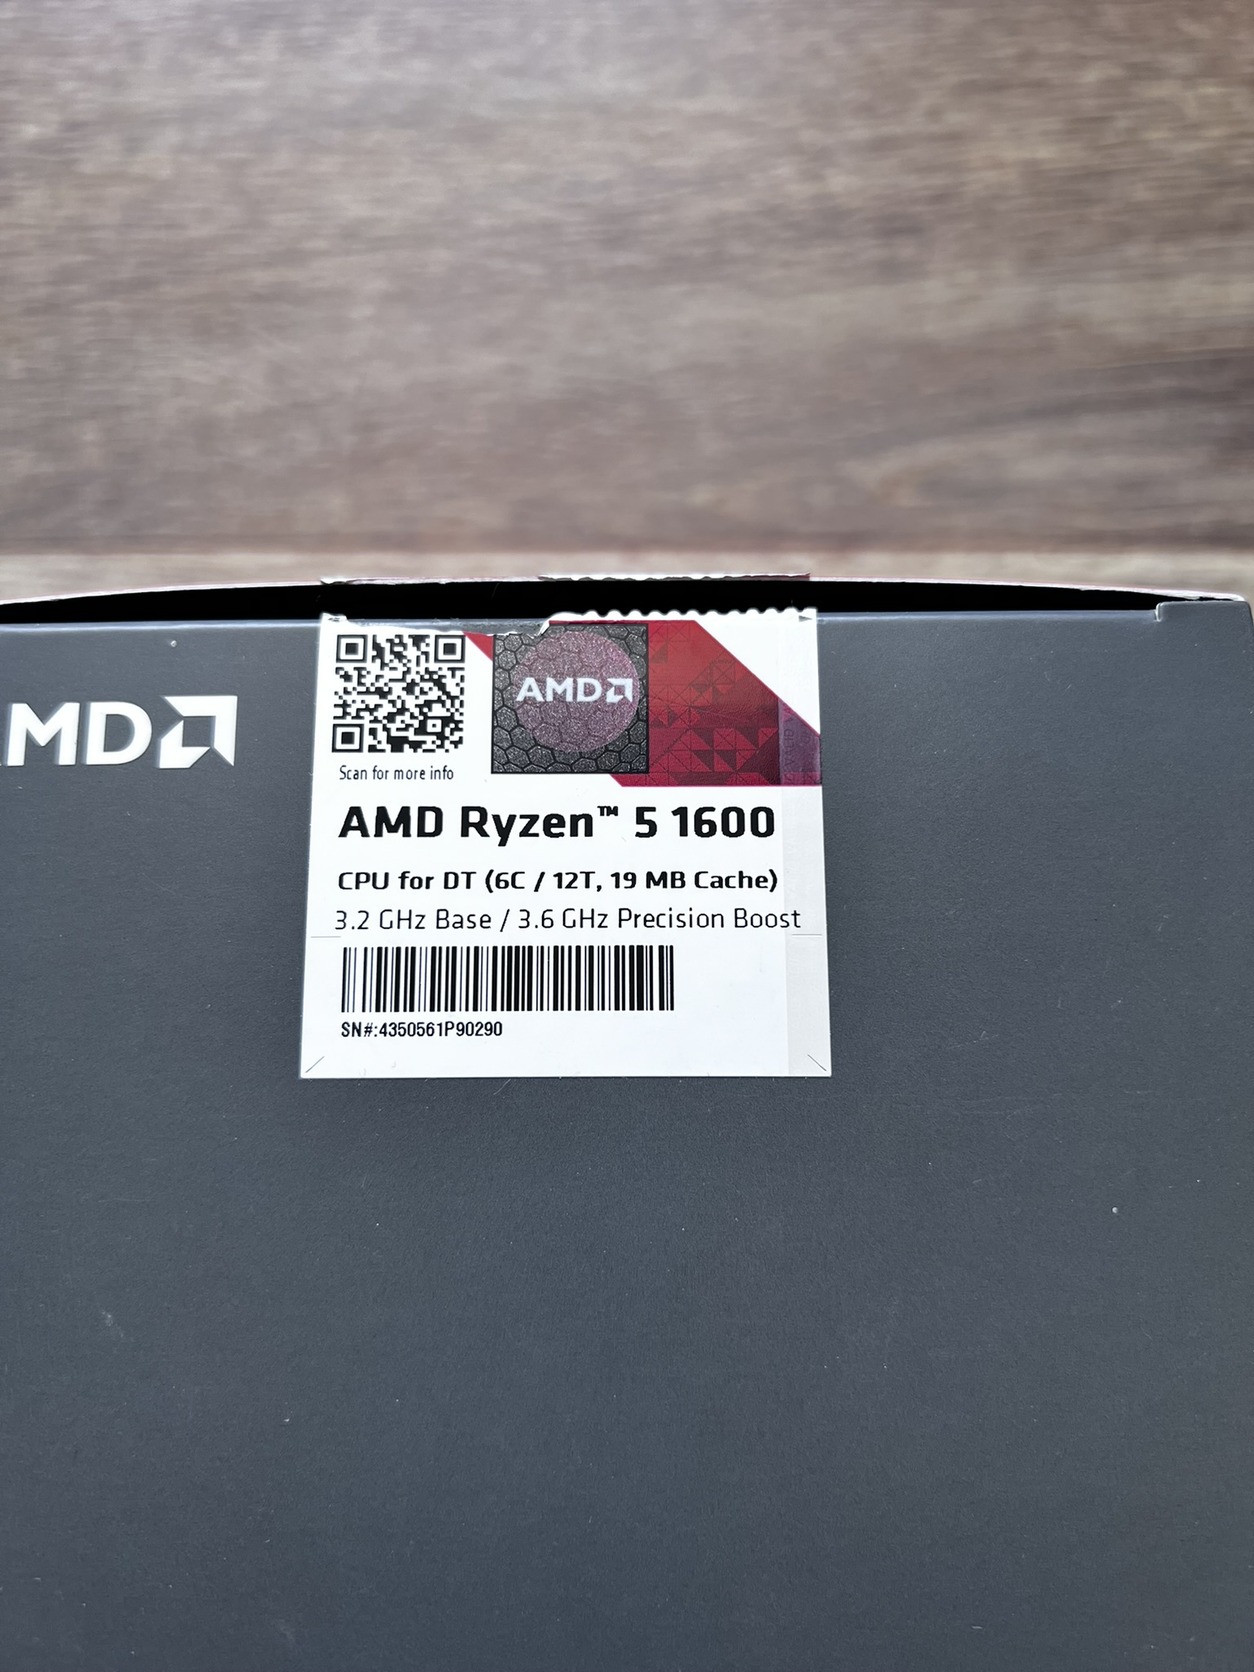 AMD
AMD
Scan for more info
AMD Ryzen™ 5 1600
CPU for DT (6C / 12T, 19 MB Cache)
3.2 GHz Base / 3.6 GHz Precision Boost
SN#:4350561P90290